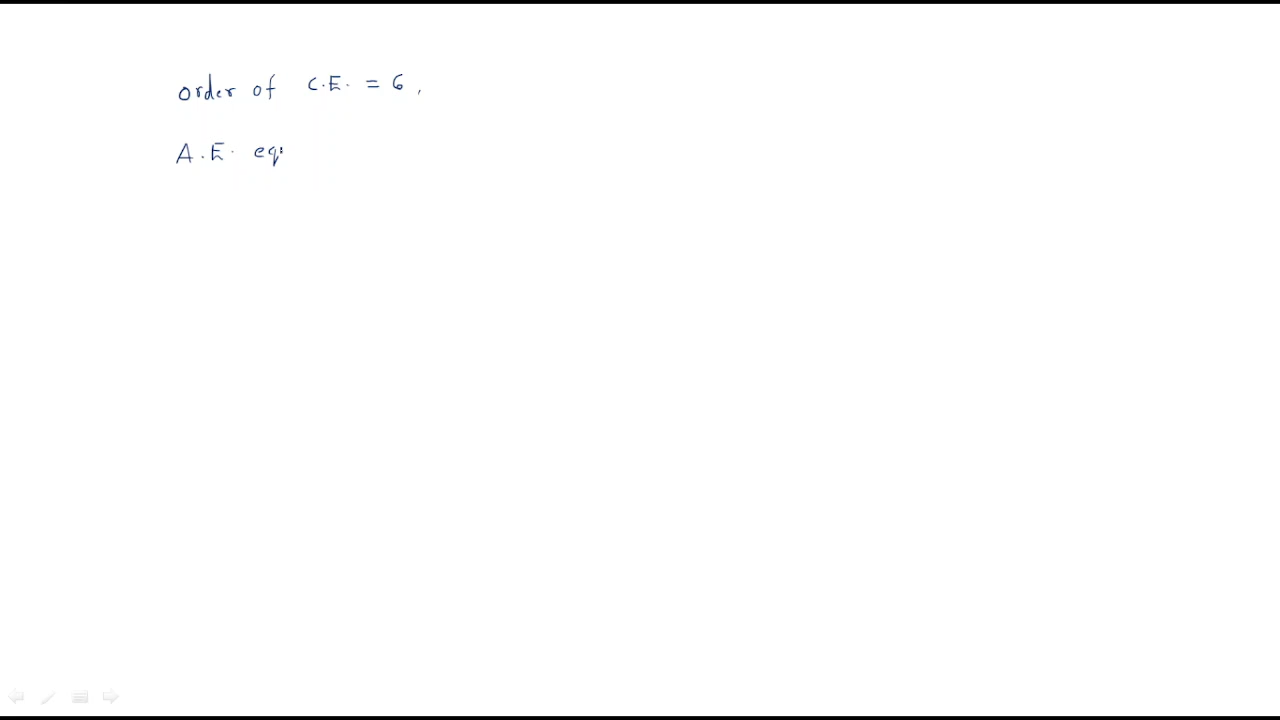 order of C.E. = 6,
A.E. eq